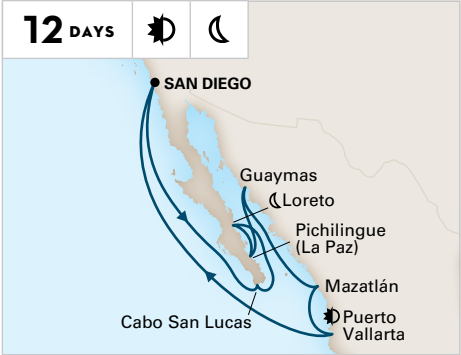 12 DAYS
SAN DIEGO
Guaymas
Loreto
Pichilingue
(La Paz)
Mazatlán
Cabo San Lucas
Puerto
Vallarta